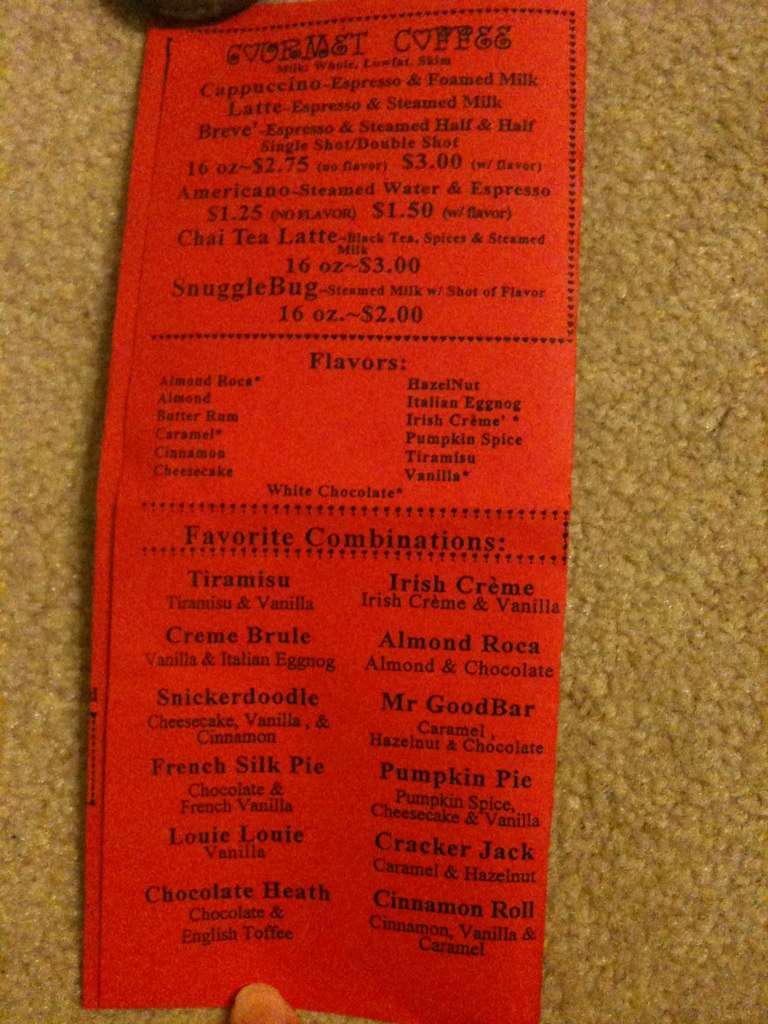 GOURMET COFFEE
Milk: Whole, Lowfat, Skim
Cappuccino~Espresso & Foamed Milk
Latte~Espresso & Steamed Milk
Breve'~Espresso & Steamed Half & Half
Single Shot/Double Shot
16 oz~$2.75 (no flavor) $3.00 (w/ flavor)
Americano~Steamed Water & Espresso
$1.25 (NO FLAVOR) $1.50 (w/ flavor)
Chai Tea Latte~Black Tea, Spices & Steamed
Milk
16 oz~$3.00
SnuggleBug~Steamed Milk w/ Shot of Flavor
16 oz.~$2.00
Flavors:
Almond Roca*
Almond
Butter Rum
Caramel*
Cinnamon
Cheesecake
HazelNut
Italian Eggnog
Irish Crème' *
Pumpkin Spice
Tiramisu
Vanilla*
White Chocolate*
Favorite Combinations:
Tiramisu
Tiramisu & Vanilla
Creme Brule
Vanilla & Italian Eggnog
Snickerdoodle
Cheesecake, Vanilla , &
Cinnamon
French Silk Pie
Chocolate &
French Vanilla
Louie Louie
Vanilla
Chocolate Heath
Chocolate &
English Toffee
Irish Crème
Irish Crème & Vanilla
Almond Roca
Almond & Chocolate
Mr GoodBar
Caramel ,
Hazelnut & Chocolate
Pumpkin Pie
Pumpkin Spice,
Cheesecake & Vanilla
Cracker Jack
Caramel & Hazelnut
Cinnamon Roll
Cinnamon, Vanilla &
Caramel